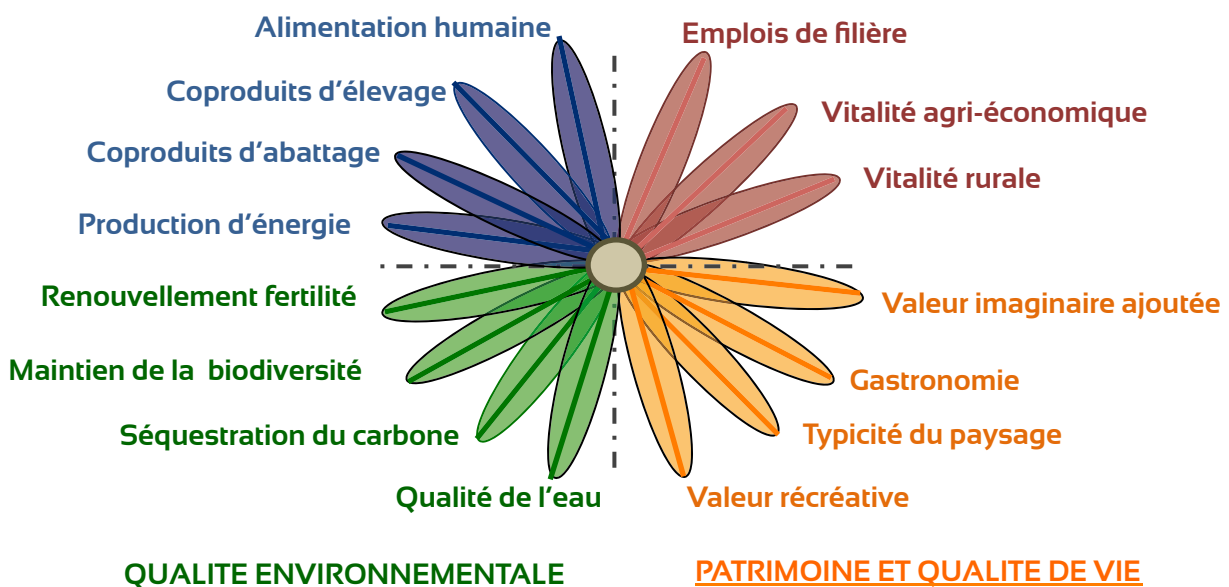 Alimentation humaine
Coproduits d'élevage
Coproduits d'abattage
Production d'énergie
Emplois de filière
Vitalité agri-économique
Vitalité rurale
Renouvellement fertilité
Maintien de la biodiversité
Séquestration du carbone
Qualité de l'eau
Valeur imaginaire ajoutée
Gastronomie
Typicité du paysage
Valeur récréative
QUALITE ENVIRONNEMENTALE
PATRIMOINE ET QUALITE DE VIE